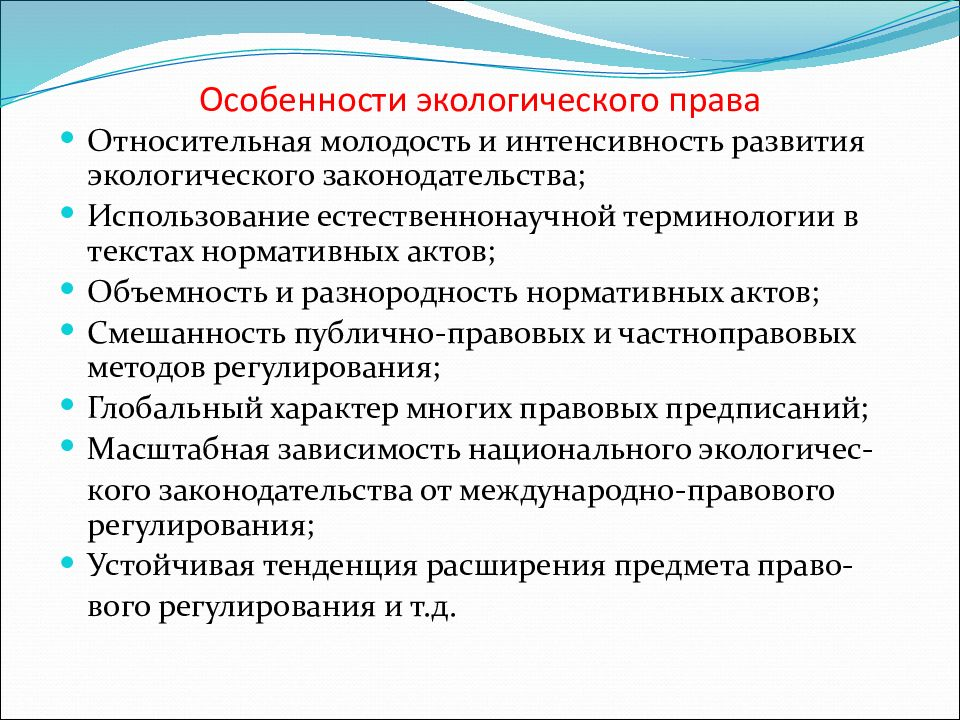 Особенности экологического права
• Относительная молодость и интенсивность развития
экологического законодательства;
• Использование естественнонаучной терминологии в
текстах нормативных актов;
• Объемность и разнородность нормативных актов;
• Смешанность публично-правовых и частноправовых
методов регулирования;
• Глобальный характер многих правовых предписаний;
• Масштабная зависимость национального экологичес-
кого законодательства от международно-правового
регулирования;
• Устойчивая тенденция расширения предмета право-
вого регулирования и т.д.